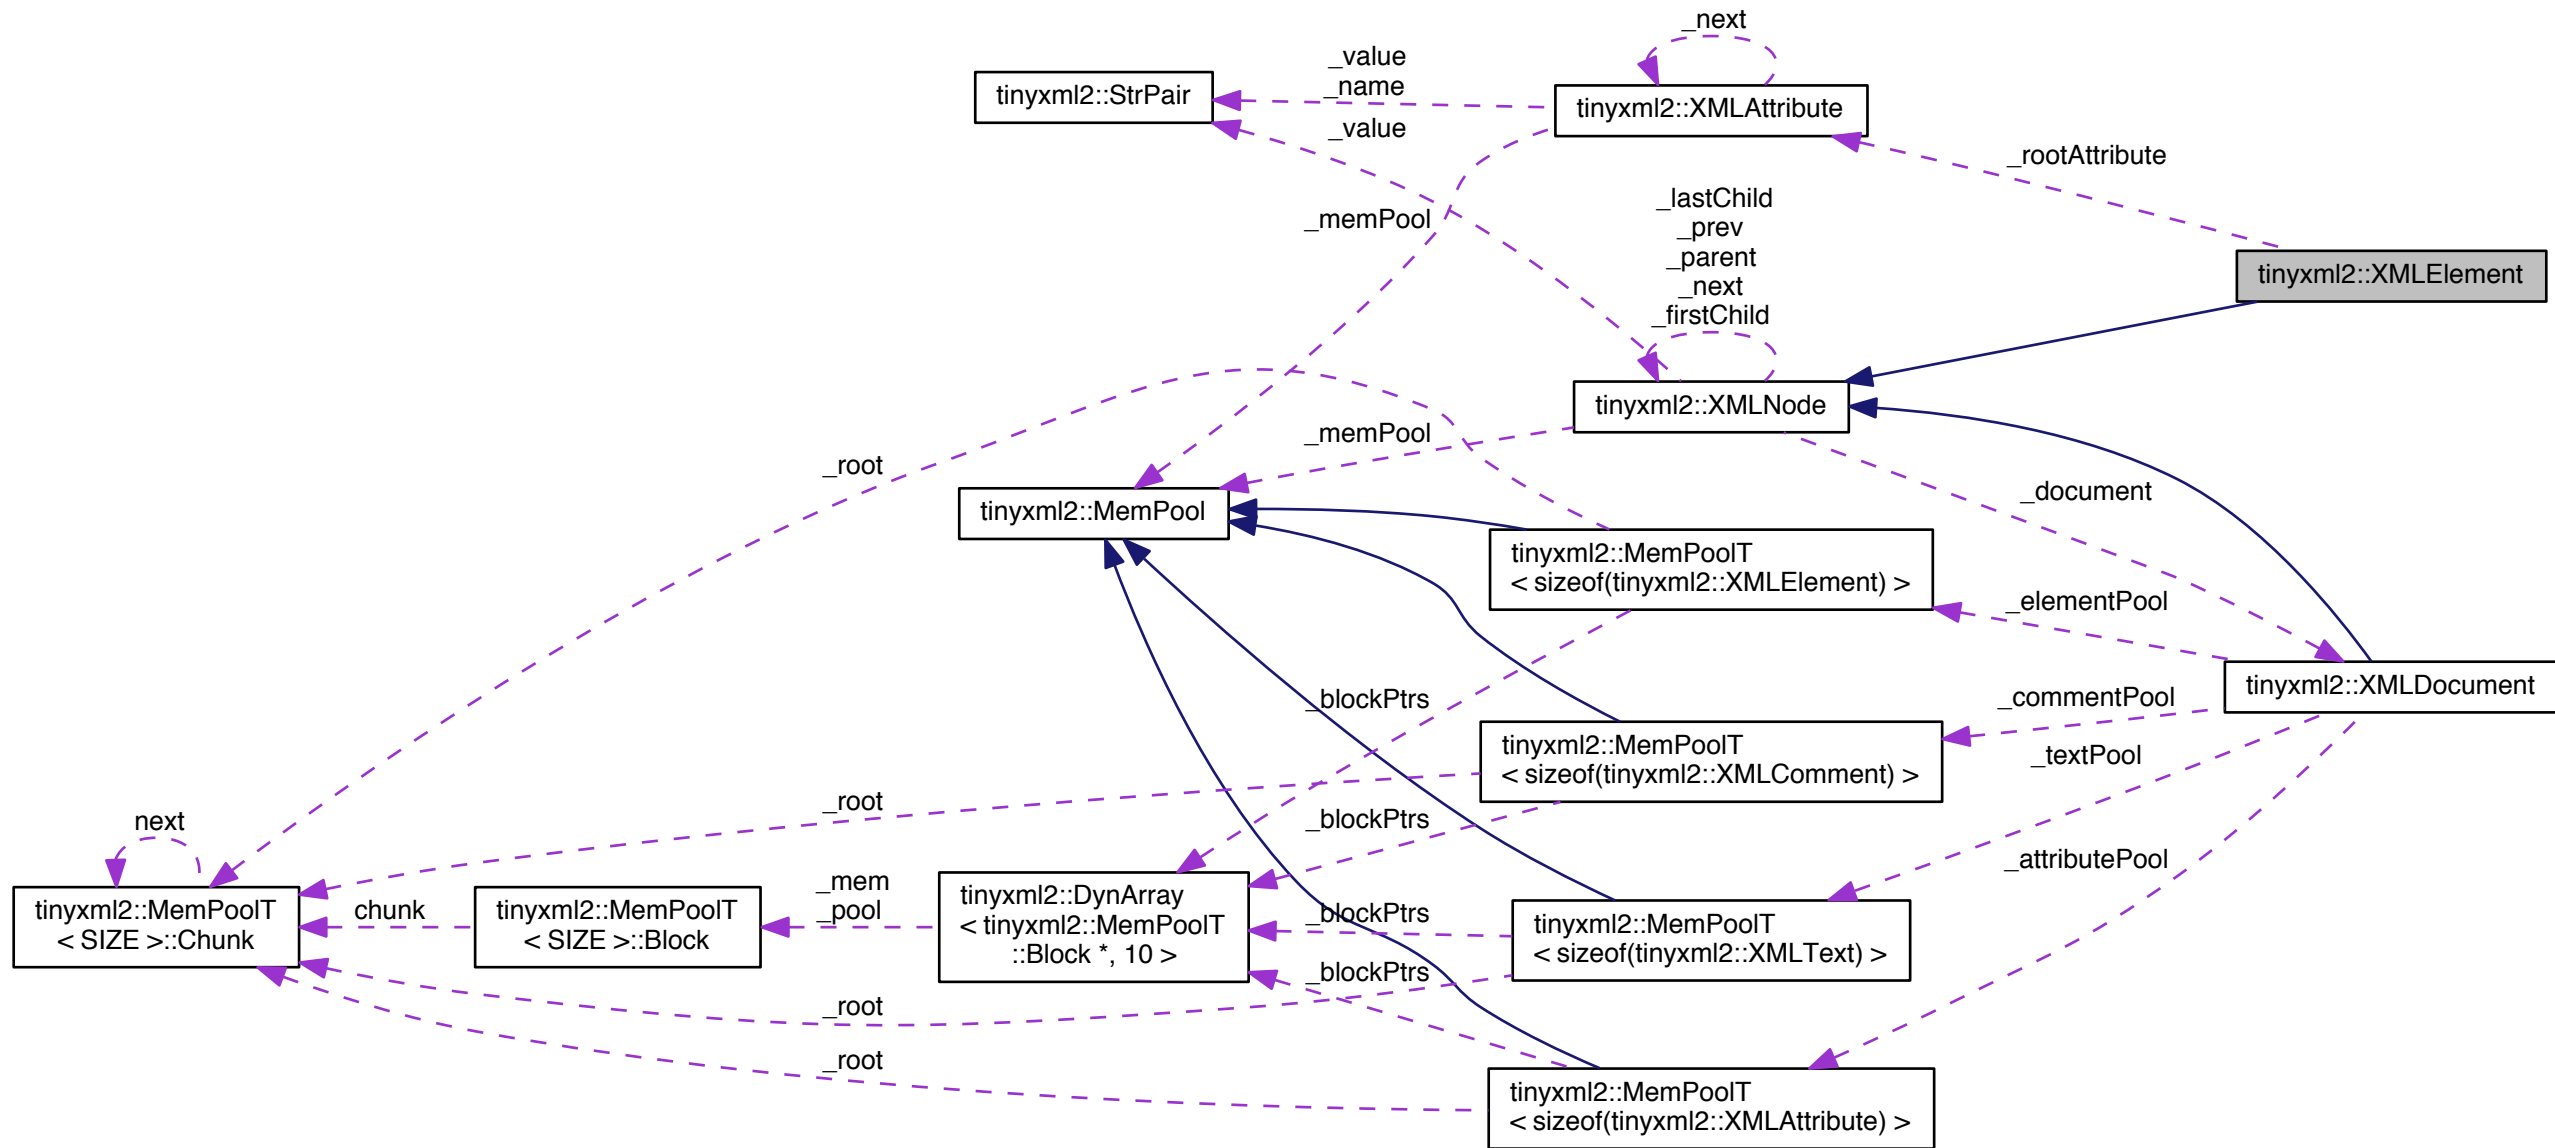 _next
_value
_name
tinyxml2::StrPair
tinyxml2::XMLAttribute
_value
_rootAttribute
_memPool
_lastChild
_prev
_parent
_next
_firstChild
tinyxml2::XMLElement
tinyxml2::XMLNode
_memPool
_root
_document
tinyxml2::MemPool
tinyxml2::MemPoolT
< sizeof(tinyxml2::XMLElement) >
_elementPool
tinyxml2::XMLDocument
_blockPtrs
_commentPool
tinyxml2::MemPoolT
< sizeof(tinyxml2::XMLComment) >
_textPool
_root
_blockPtrs
next
_attributePool
tinyxml2::MemPoolT
< SIZE >::Chunk
chunk
tinyxml2::MemPoolT
< SIZE >::Block
_mem
_pool
tinyxml2::DynArray
< tinyxml2::MemPoolT
::Block *, 10 >
_blockPtrs
tinyxml2::MemPoolT
< sizeof(tinyxml2::XMLText) >
_blockPtrs
_root
_root
tinyxml2::MemPoolT
< sizeof(tinyxml2::XMLAttribute) >